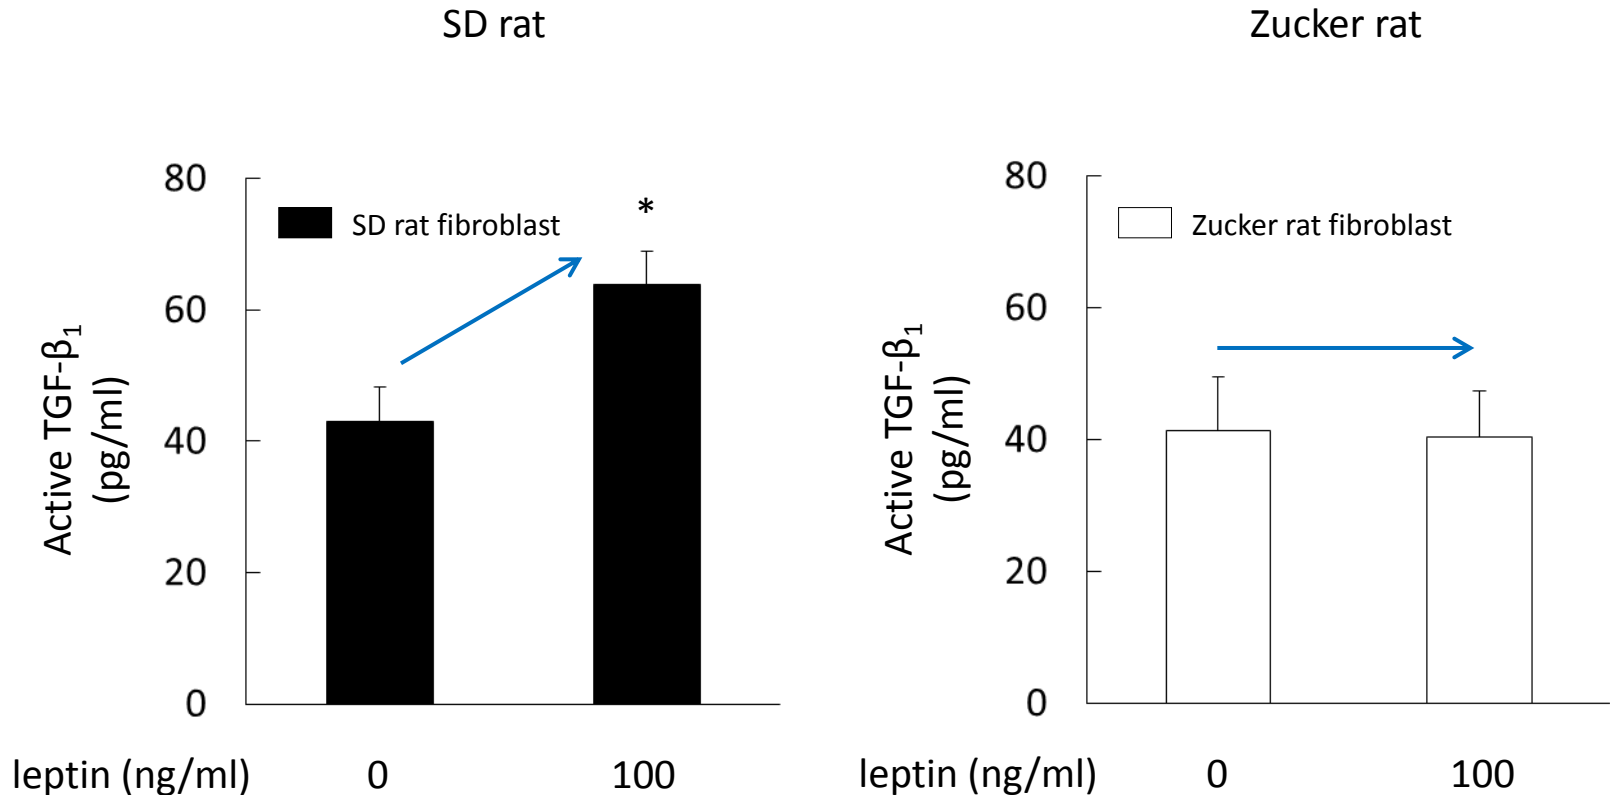 SD rat
80
60
40
20
0
Active TGF-β₁
(pg/ml)
SD rat fibroblast
*
leptin (ng/ml) 0 100
Zucker rat
80
60
40
20
0
Active TGF-β₁
(pg/ml)
Zucker rat fibroblast
leptin (ng/ml) 0 100